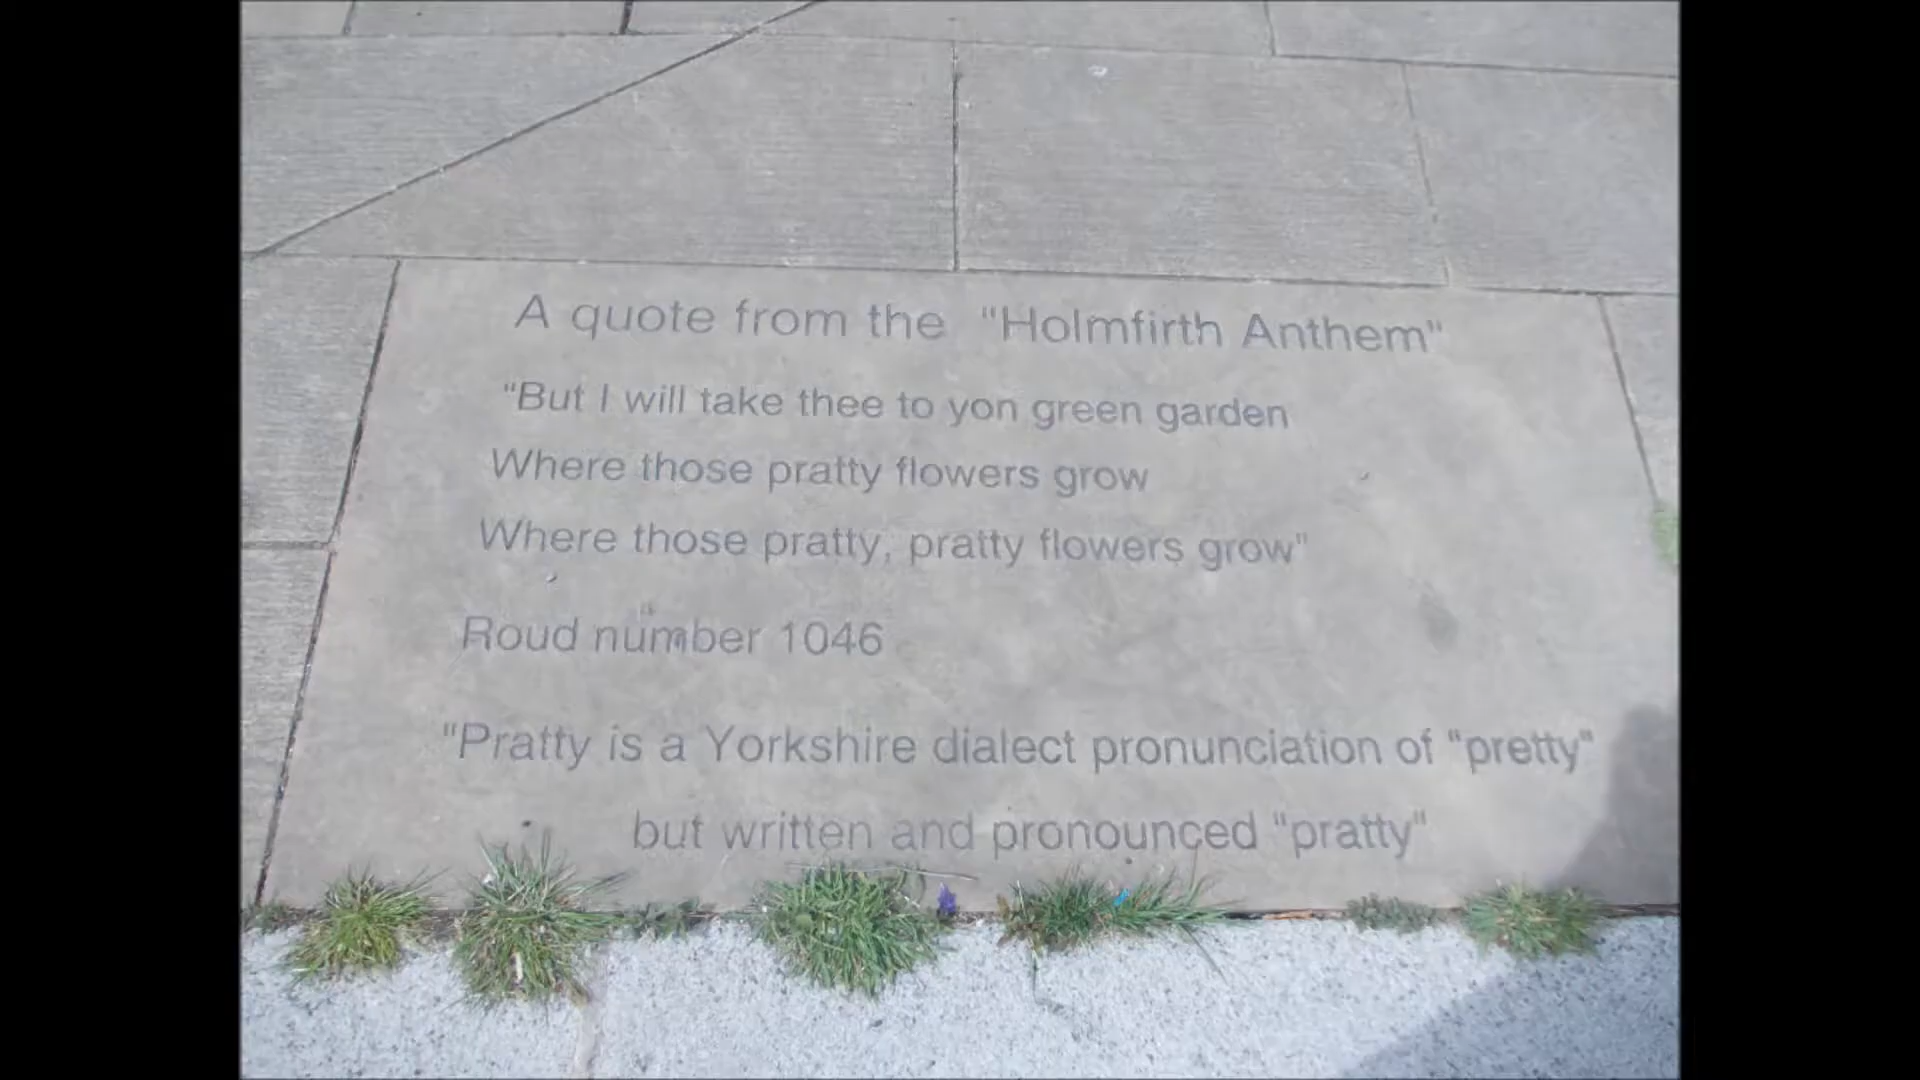 A quote from the "Holmfirth Anthem"
"But I will take thee to yon green garden
Where those pratty flowers grow
Where those pratty, pratty flowers grow"
Roud number 1046
"Pratty is a Yorkshire dialect pronunciation of "pretty"
but written and pronounced "pratty"